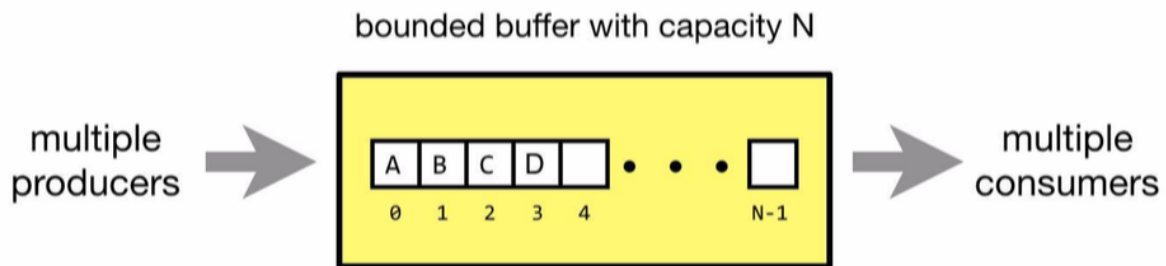 bounded buffer with capacity N
multiple
producers
A B C D
0 1 2 3 4 N-1
multiple
consumers